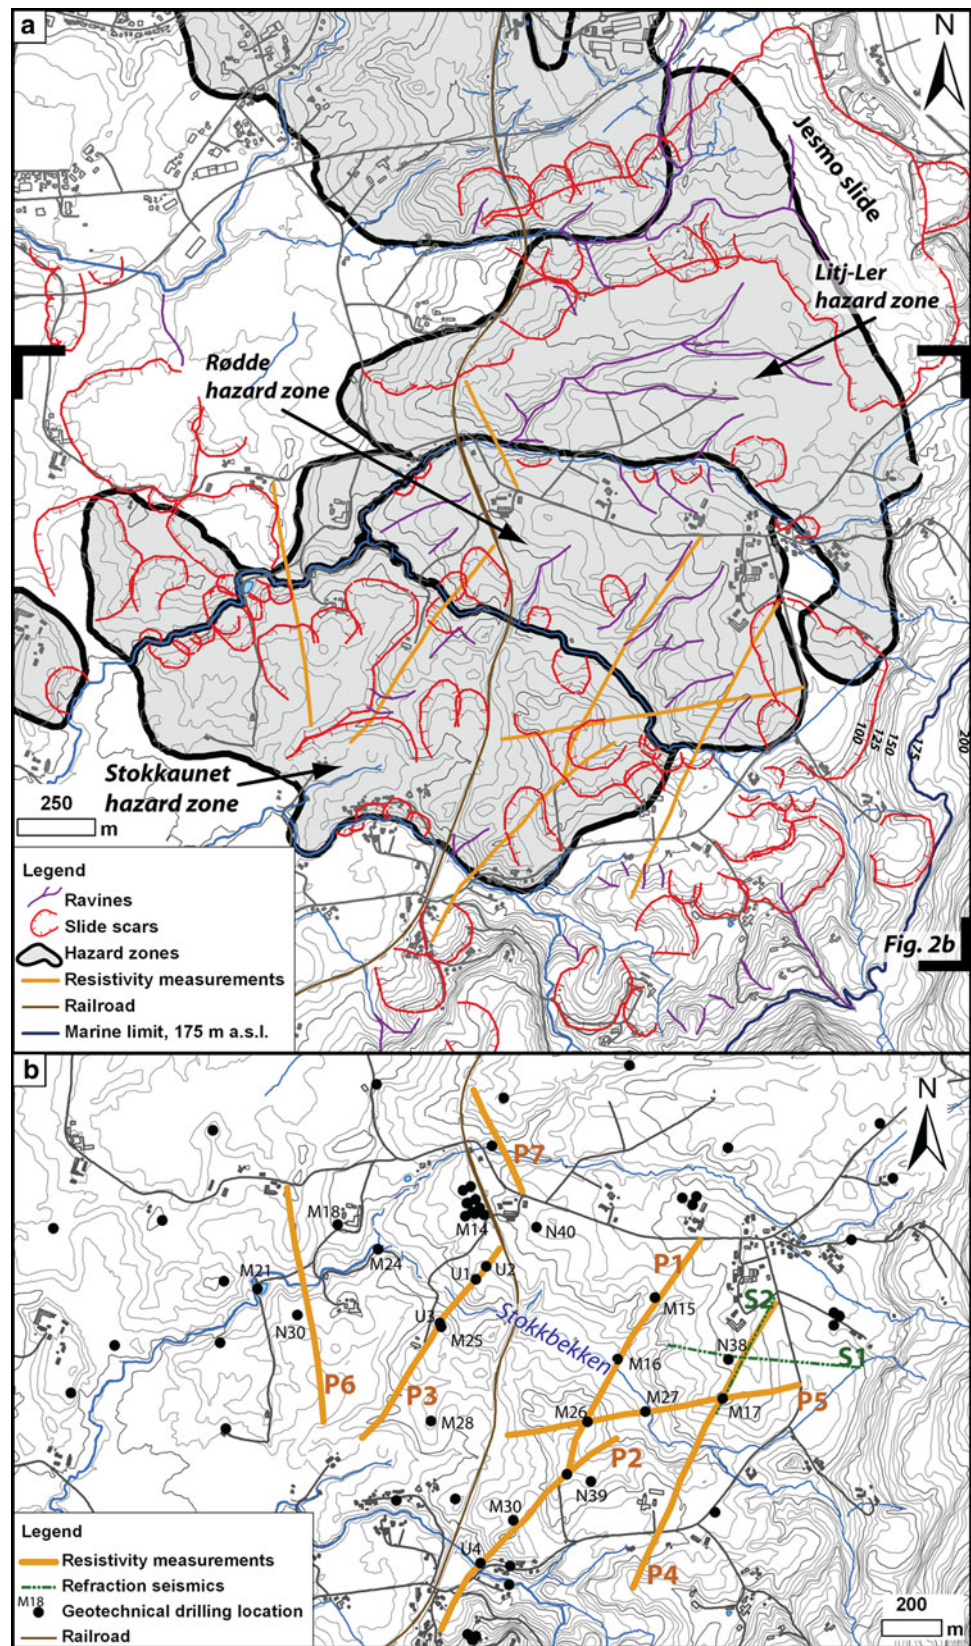 a
N
Jesmo slide
Litj-Ler
hazard zone
Rødde
hazard zone
Stokkaunet
hazard zone
100
125
150
175
200
250
m
Legend
Ravines
Slide scars
Hazard zones
Resistivity measurements
Railroad
Marine limit, 175 m a.s.l.
Fig. 2b
b
N
P7
M18
M14
N40
M24
P1
U1
U2
M21
M15
S2
N30
U3
M25
Stokkbekken
N38
S1
M16
P6
P3
M27
P5
M28
M26
M17
P2
N39
M30
U4
P4
Legend
Resistivity measurements
Refraction seismics
M18
Geotechnical drilling location
Railroad
200
m